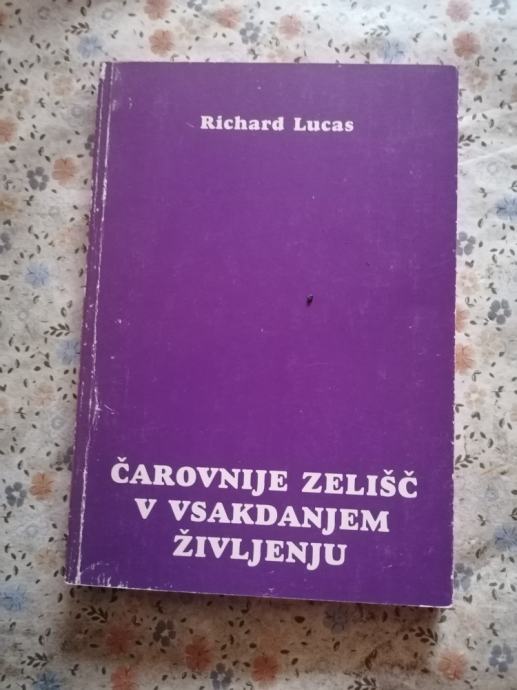 Richard Lucas
ČAROVNIJE ZELIŠČ
V VSAKDANJEM
ŽIVLJENJU